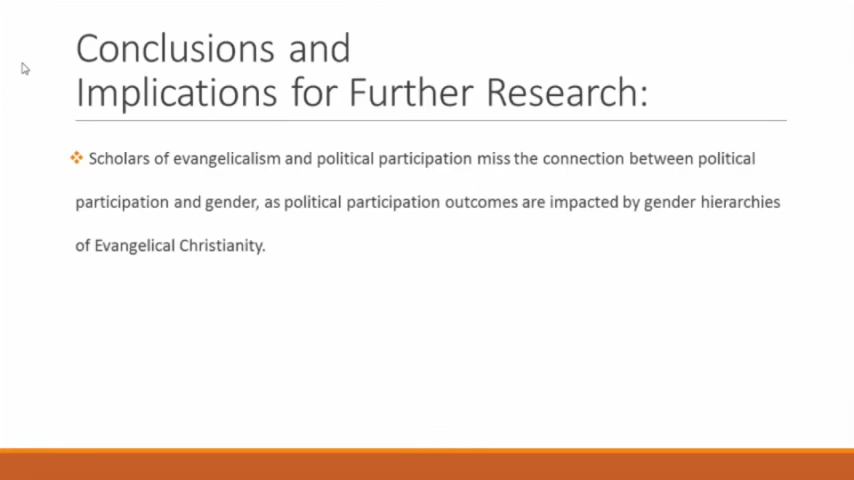 Conclusions and
Implications for Further Research:
Scholars of evangelicalism and political participation miss the connection between political
participation and gender, as political participation outcomes are impacted by gender hierarchies
of Evangelical Christianity.